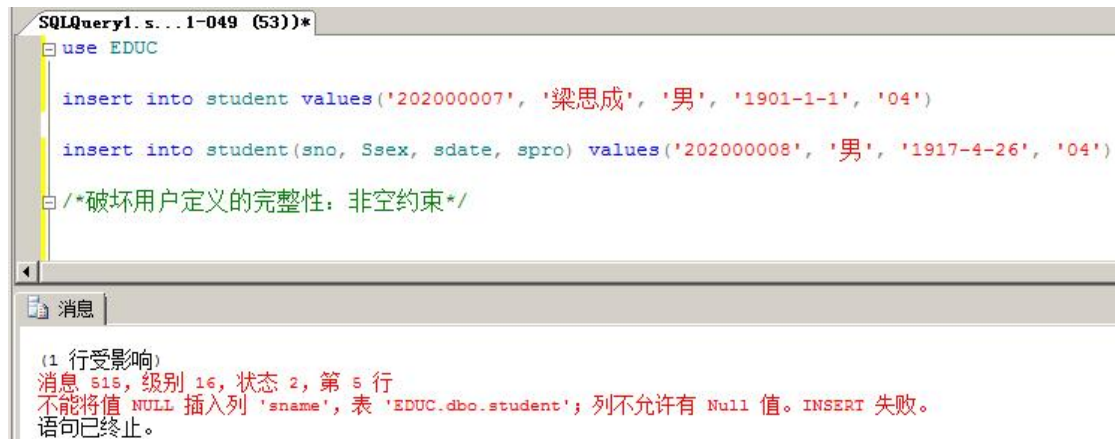 SQLQuery1.s...1-049 (53))*
use EDUC
insert into student values('202000007', '梁思成', '男', '1901-1-1', '04')
insert into student(sno, Ssex, sdate, spro) values('202000008', '男', '1917-4-26', '04')
/*破坏用户定义的完整性：非空约束*/
消息
(1 行受影响)
消息 515，级别 16，状态 2，第 5 行
不能将值 NULL 插入列 'sname'，表 'EDUC.dbo.student'；列不允许有 Null 值。INSERT 失败。
语句已终止。